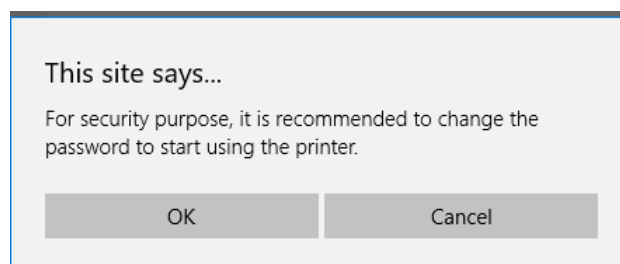 This site says...
For security purpose, it is recommended to change the
password to start using the printer.
OK
Cancel